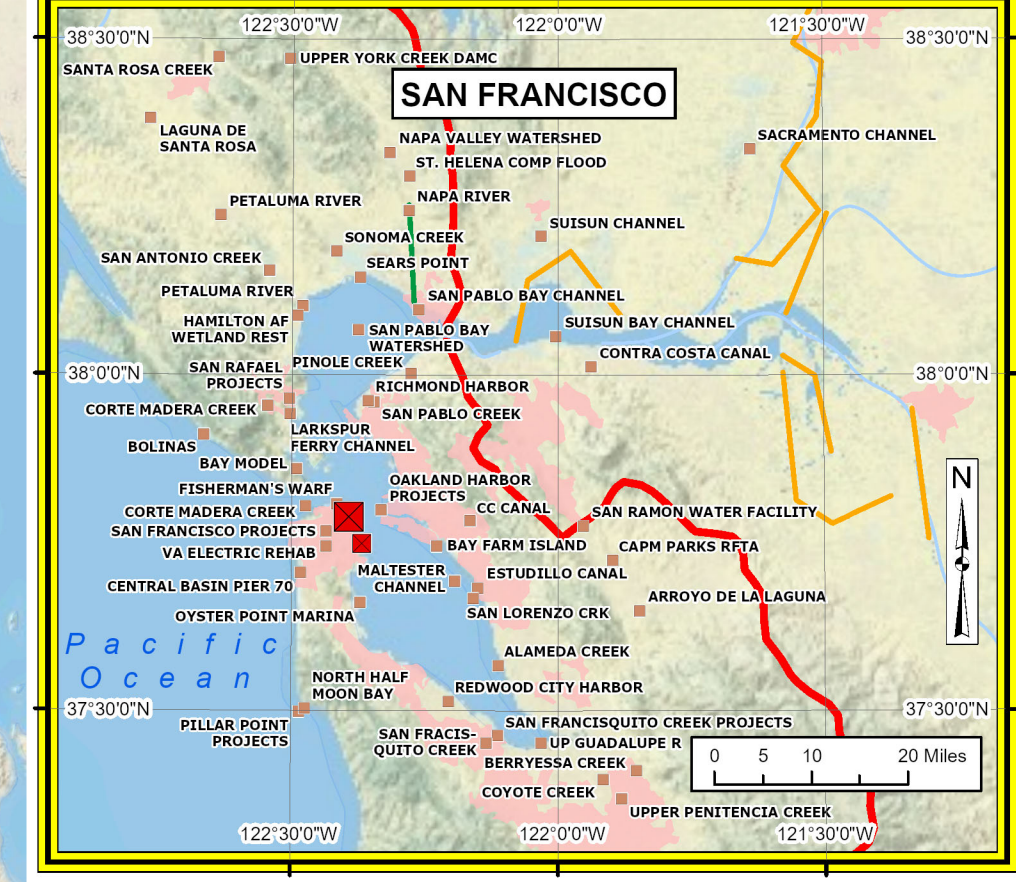 122°30'0"W
122°0'0"W
121°30'0"W
38°30'0"N
38°30'0"N
SANTA ROSA CREEK
UPPER YORK CREEK DAMC
SAN FRANCISCO
LAGUNA DE
SANTA ROSA
NAPA VALLEY WATERSHED
SACRAMENTO CHANNEL
ST. HELENA COMP FLOOD
PETALUMA RIVER
NAPA RIVER
SUISUN CHANNEL
SONOMA CREEK
SAN ANTONIO CREEK
SEARS POINT
PETALUMA RIVER
SAN PABLO BAY CHANNEL
HAMILTON AF
WETLAND REST
SAN PABLO BAY
WATERSHED
SUISUN BAY CHANNEL
SAN RAFAEL
PROJECTS
PINOLE CREEK
CONTRA COSTA CANAL
38°0'0"N
38°0'0"N
RICHMOND HARBOR
CORTE MADERA CREEK
SAN PABLO CREEK
LARKSPUR
FERRY CHANNEL
BOLINAS
BAY MODEL
FISHERMAN'S WARF
OAKLAND HARBOR
PROJECTS
CORTE MADERA CREEK
CC CANAL
SAN RAMON WATER FACILITY
SAN FRANCISCO PROJECTS
VA ELECTRIC REHAB
BAY FARM ISLAND
CAPM PARKS RFTA
N
CENTRAL BASIN PIER 70
MALTESTER
CHANNEL
ESTUDILLO CANAL
OYSTER POINT MARINA
SAN LORENZO CRK
ARROYO DE LA LAGUNA
Pacific
Ocean
ALAMEDA CREEK
NORTH HALF
MOON BAY
REDWOOD CITY HARBOR
37°30'0"N
37°30'0"N
PILLAR POINT
PROJECTS
SAN FRANCISQUITO CREEK PROJECTS
SAN FRACIS-
QUITO CREEK
UP GUADALUPE R
BERRYESSA CREEK
COYOTE CREEK
UPPER PENITENCIA CREEK
0 5 10 20 Miles
122°30'0"W
122°0'0"W
121°30'0"W